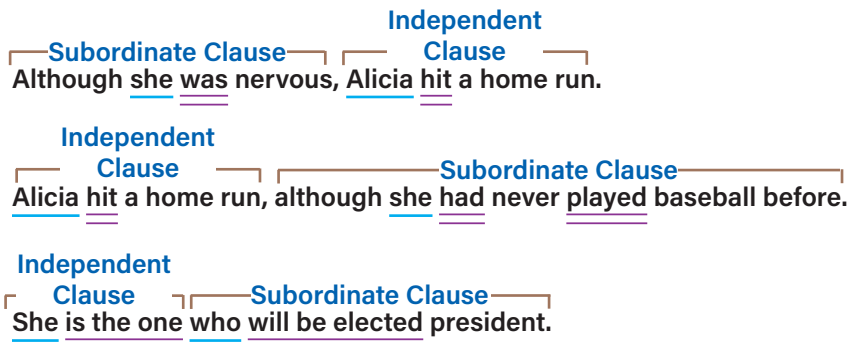 Independent
Subordinate Clause Clause
Although she was nervous, Alicia hit a home run.
Independent
Clause Subordinate Clause
Alicia hit a home run, although she had never played baseball before.
Independent
Clause Subordinate Clause
She is the one who will be elected president.